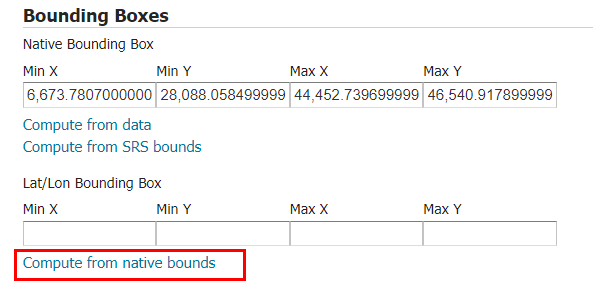 Bounding Boxes
Native Bounding Box
Min X Min Y Max X Max Y
6,673.7807000000 28,088.058499999 44,452.739699999 46,540.917899999
Compute from data
Compute from SRS bounds
Lat/Lon Bounding Box
Min X Min Y Max X Max Y
Compute from native bounds